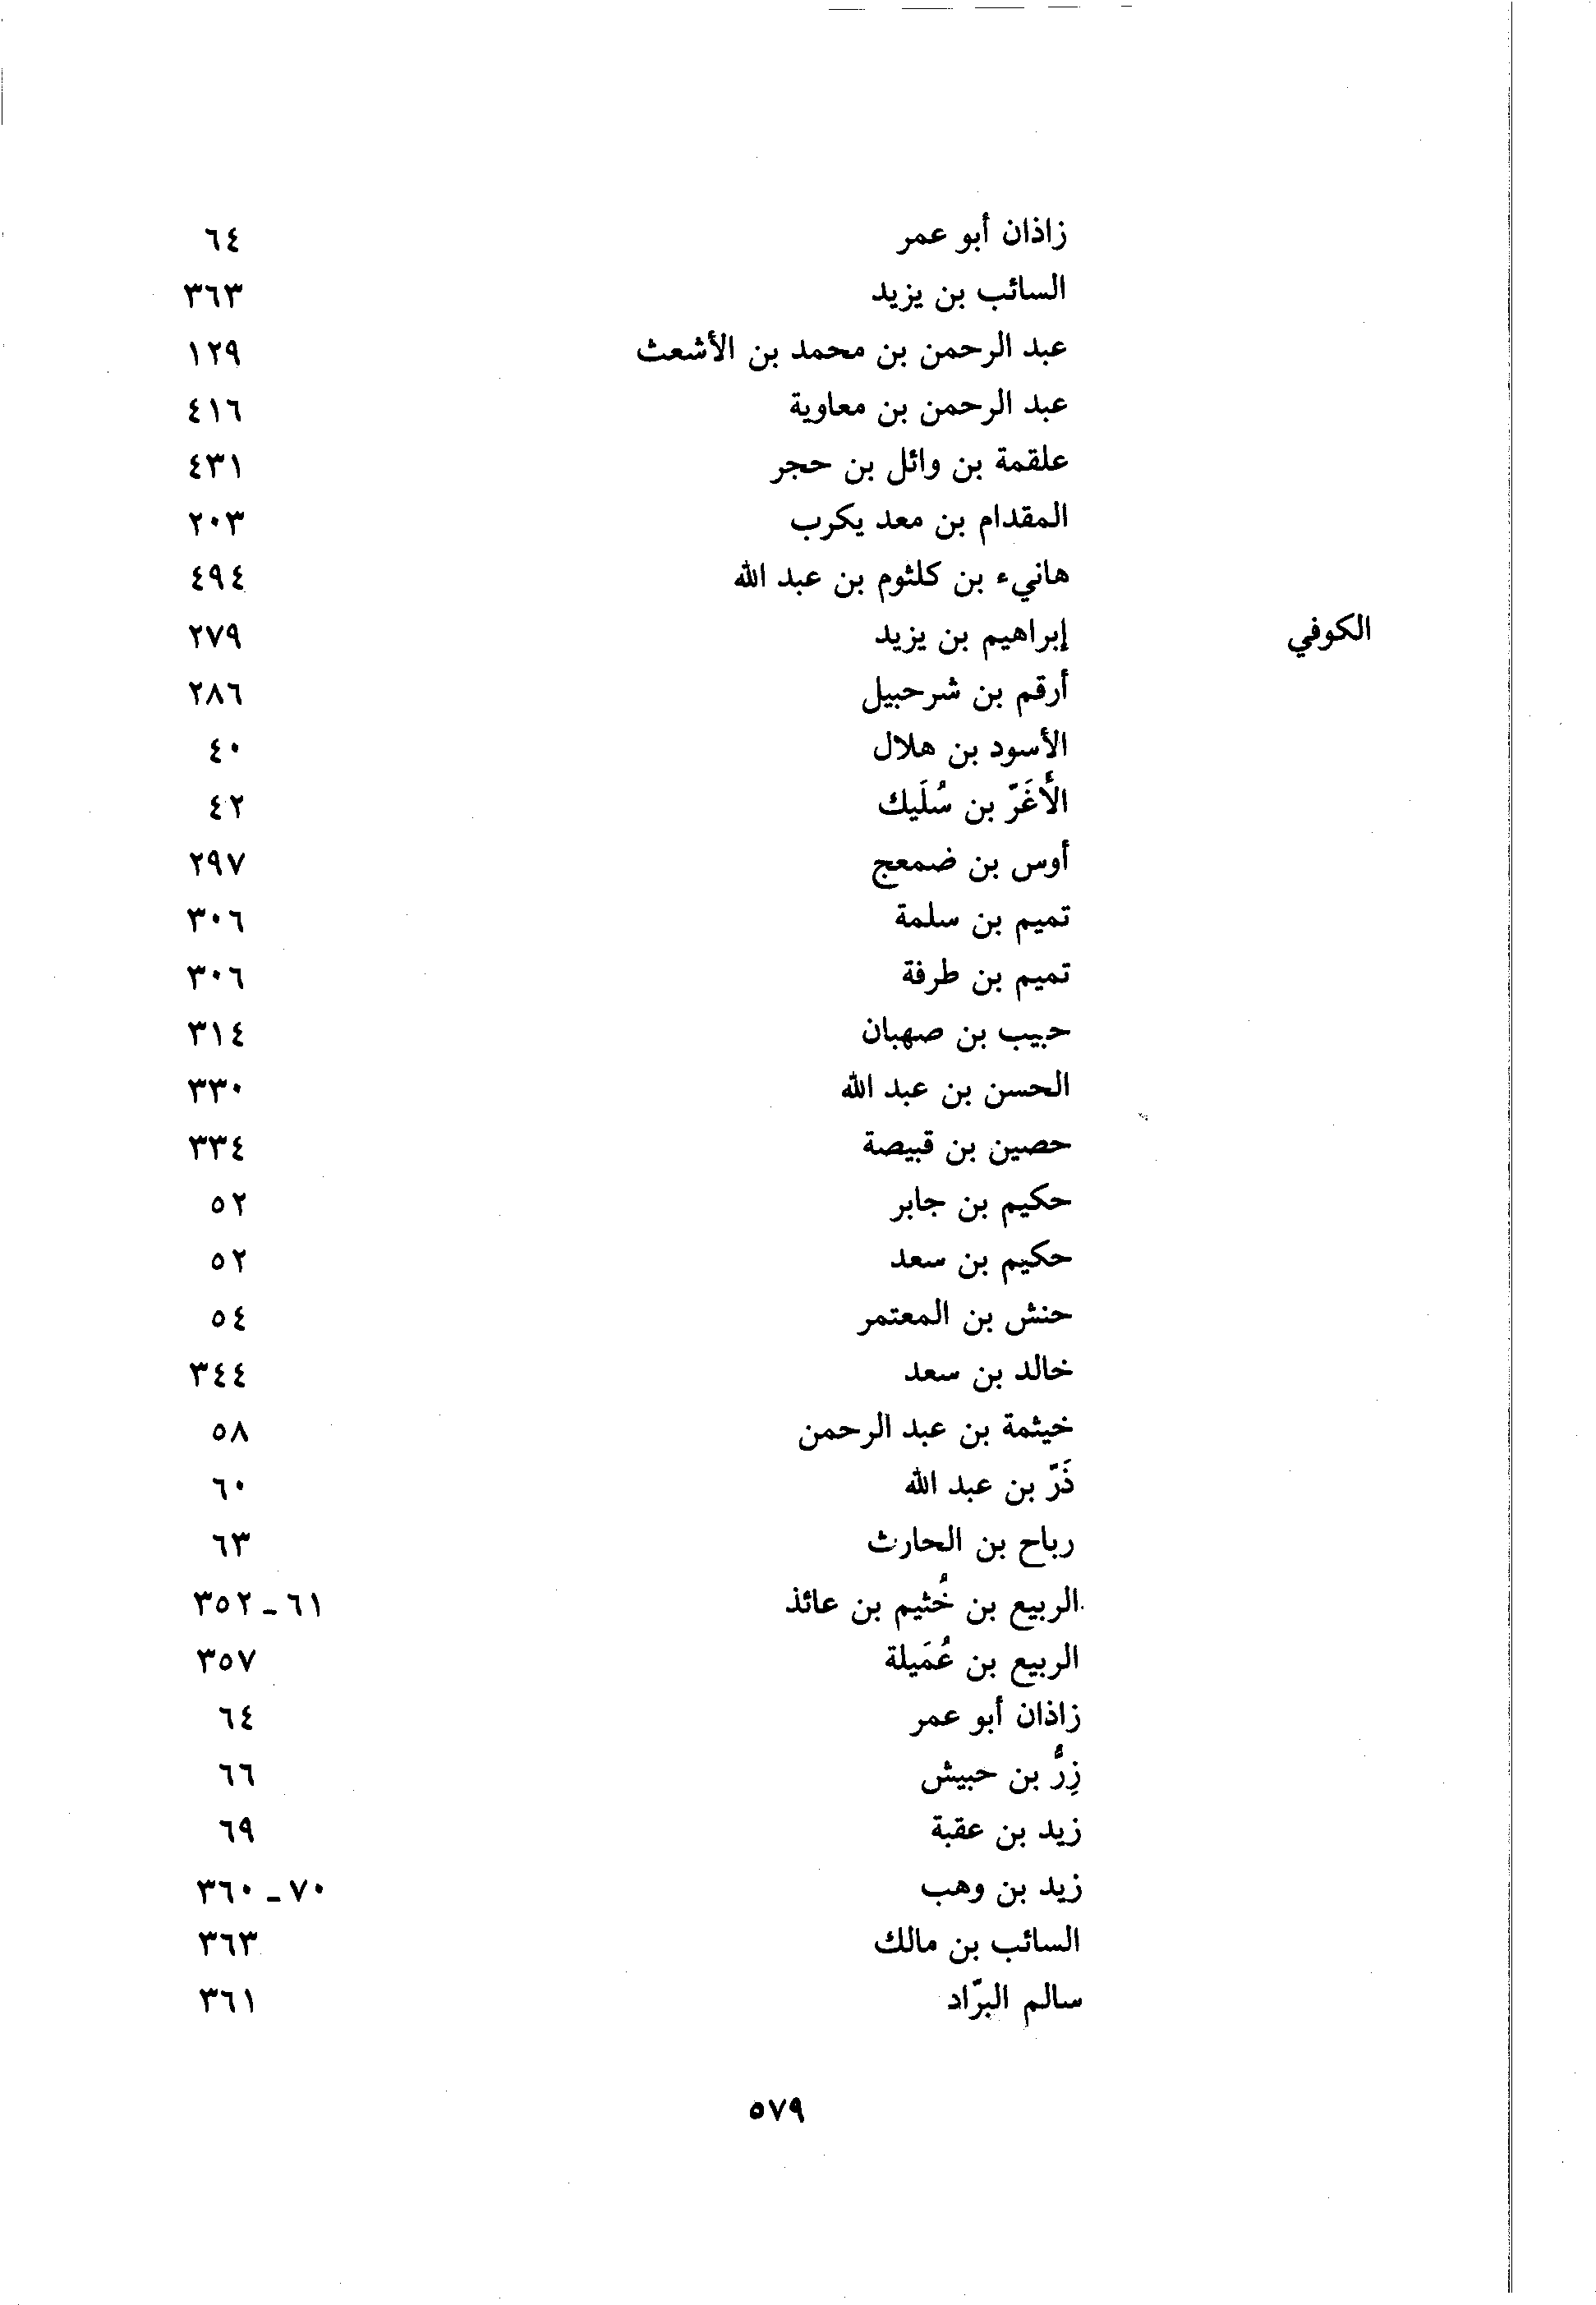 زاذان أبو عمر ٦٤
السائب بن يزيد ٣٦٣
عبد الرحمن بن محمد بن الأشعث ١٢٩
عبد الرحمن بن معاوية ٤١٦
علقمة بن وائل بن حجر ٤٣١
المقدام بن معد يكرب ٢٠٣
هانيء بن كلثوم بن عبد الله ٤٩٤
الكوفي إبراهيم بن يزيد ٢٧٩
أرقم بن شرحبيل ٢٨٦
الأسود بن هلال ٤٠
الأَغَرّ بن سُلَيك ٤٢
أوس بن ضمعج ٢٩٧
تميم بن سلمة ٣٠٦
تميم بن طرفة ٣٠٦
حبيب بن صهبان ٣١٤
الحسن بن عبد الله ٣٣٠
حصين بن قبيصة ٣٣٤
حكيم بن جابر ٥٢
حكيم بن سعد ٥٢
حنش بن المعتمر ٥٤
خالد بن سعد ٣٤٤
خيثمة بن عبد الرحمن ٥٨
ذَرّ بن عبد الله ٦٠
رباح بن الحارث ٦٣
الربيع بن خُثيم بن عائذ ٦١ - ٣٥٢
الربيع بن عُمَيلة ٣٥٧
زاذان أبو عمر ٦٤
زِرُّ بن حبيش ٦٦
زيد بن عقبة ٦٩
زيد بن وهب ٧٠ - ٣٦٠
السائب بن مالك ٣٦٣
سالم البرّاد ٣٦١
٥٧٩